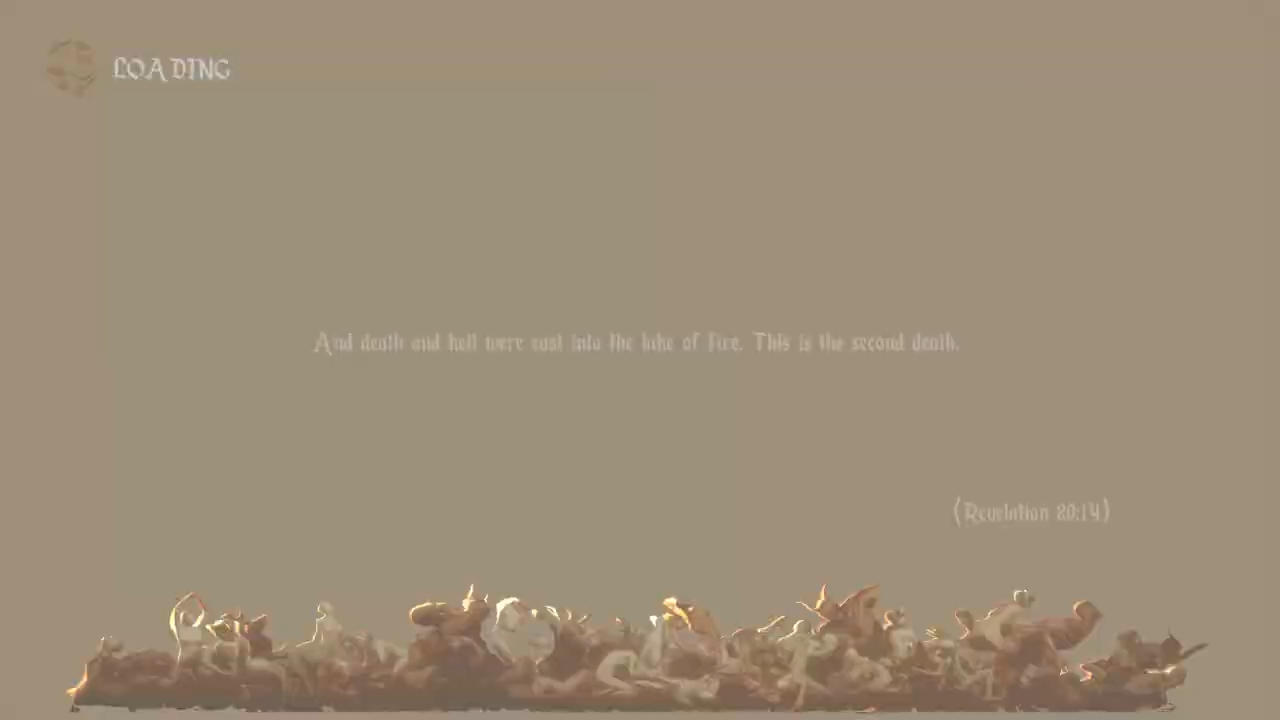 LOADING
And death and hell were cast into the lake of fire. This is the second death.
(Revelation 20:14)